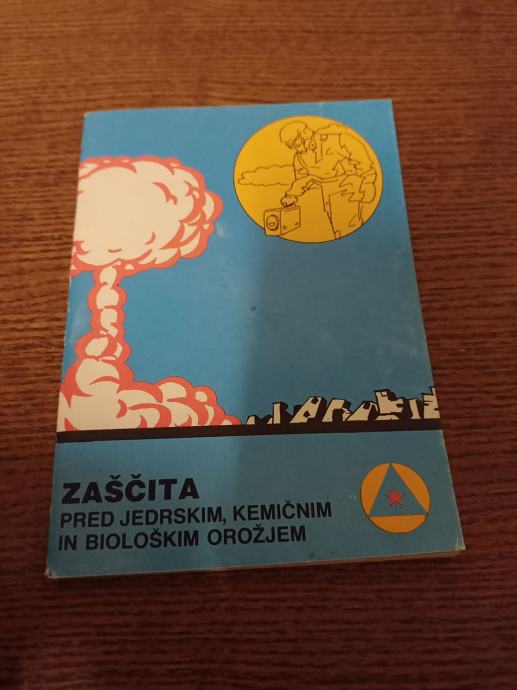 ZAŠČITA
PRED JEDRSKIM, KEMIČNIM
IN BIOLOŠKIM OROŽJEM